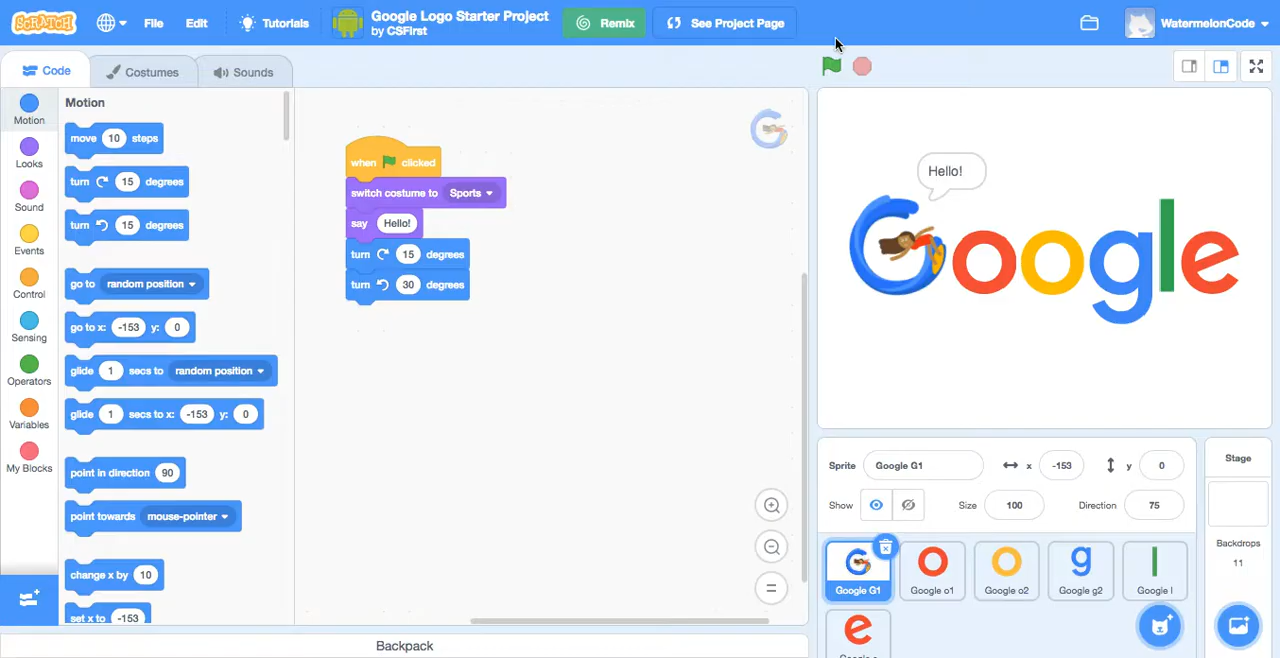 SCRATCH
File
Edit
Tutorials
Google Logo Starter Project
by CSFirst
Remix
See Project Page
WatermelonCode
Code
Costumes
Sounds
Motion
Looks
Sound
Events
Control
Sensing
Operators
Variables
My Blocks
Motion
move 10 steps
turn 15 degrees
turn 15 degrees
go to random position
go to x: -153 y: 0
glide 1 secs to random position
glide 1 secs to x: -153 y: 0
point in direction 90
point towards mouse-pointer
change x by 10
set x to -153
when clicked
switch costume to Sports
say Hello!
turn 15 degrees
turn 30 degrees
Backpack
Hello!
Google
Sprite Google G1 x -153 y 0
Show Size 100 Direction 75
Google G1
Google o1
Google o2
Google g2
Google l
Stage
Backdrops
11